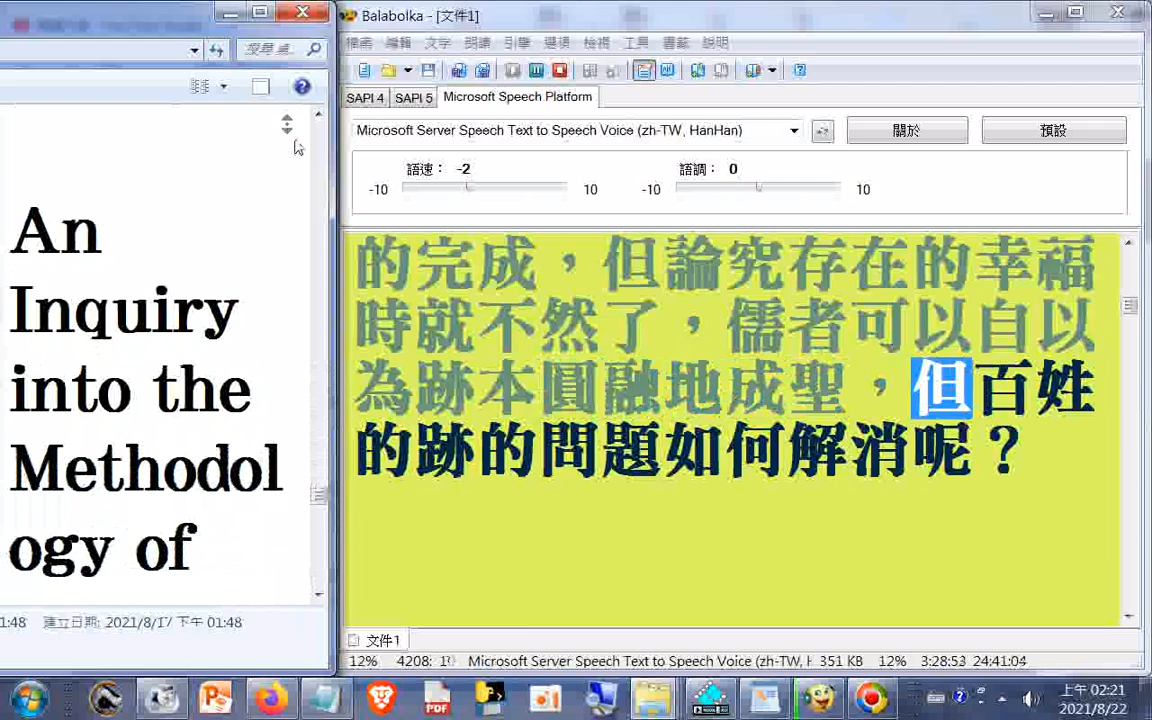 Balabolka - [文件1]
檔案 編輯 文字 朗讀 引擎 選項 檢視 工具 書籤 說明
SAPI 4 SAPI 5 Microsoft Speech Platform
Microsoft Server Speech Text to Speech Voice (zh-TW, HanHan) 關於 預設
語速： -2 語調： 0
-10 10 -10 10
An
Inquiry
into the
Methodol
ogy of
1:48 建立日期: 2021/8/17 下午 01:48
的完成，但論究存在的幸福
時就不然了，儒者可以自以
為跡本圓融地成聖，但百姓
的跡的問題如何解消呢？
文件1
12% 4208: Microsoft Server Speech Text to Speech Voice (zh-TW, 351 KB 12% 3:28:53 24:41:04
PDF
上午 02:21
2021/8/22